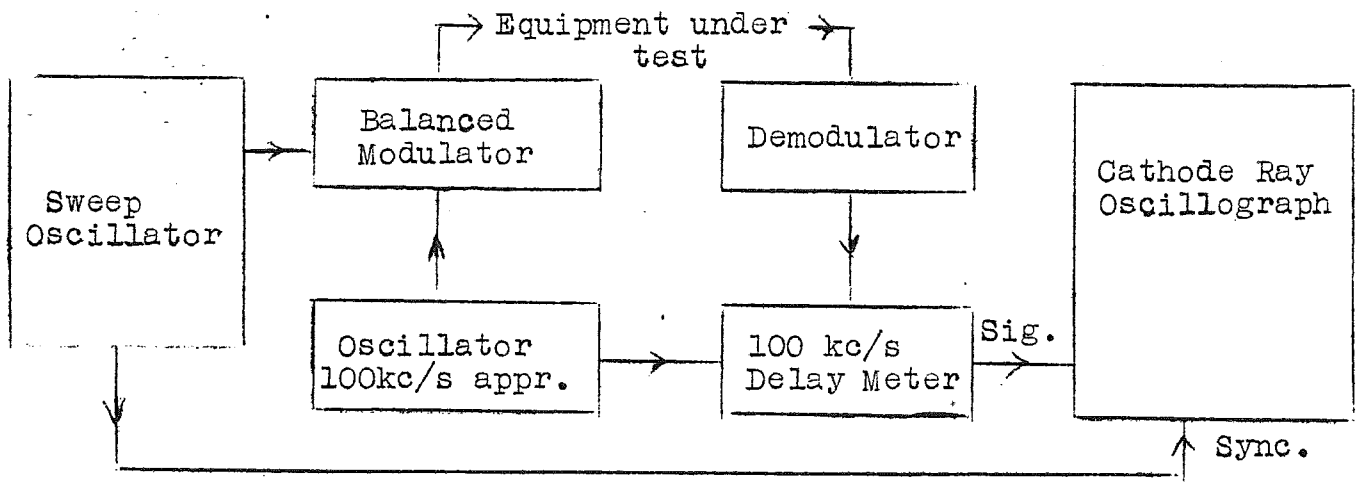 Equipment under
test
Balanced
Modulator
Demodulator
Cathode Ray
Oscillograph
Sweep
Oscillator
Oscillator
100kc/s appr.
100 kc/s
Delay Meter
Sig.
Sync.